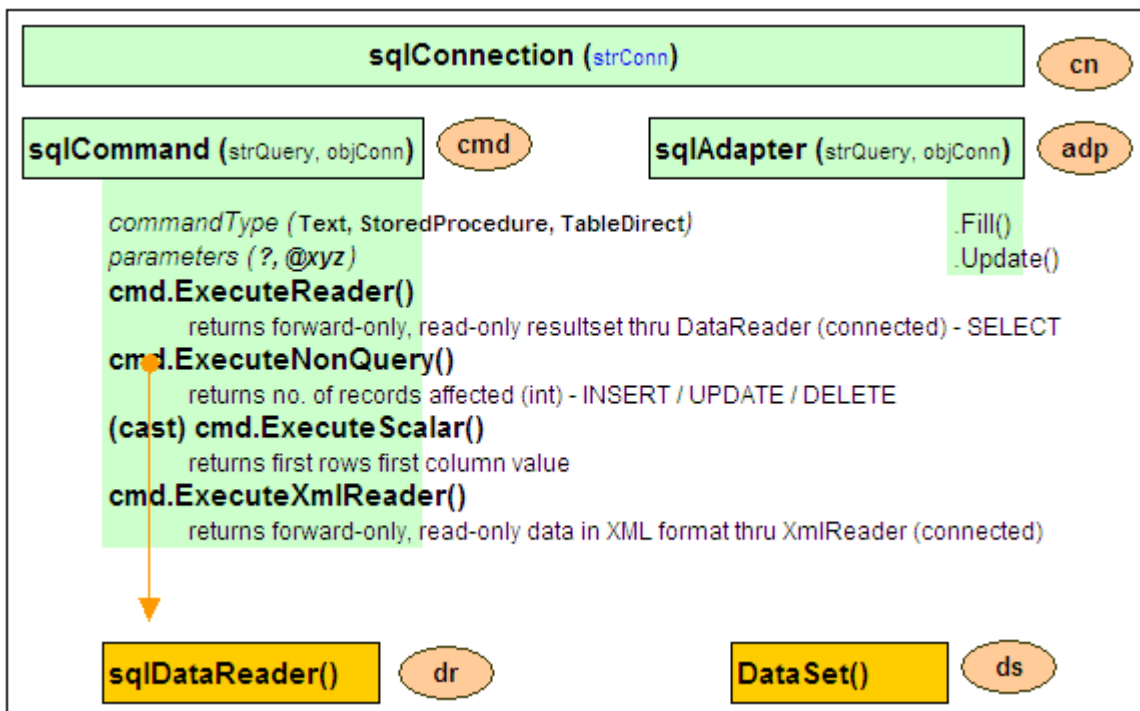 sqlConnection (strConn)
cn
sqlCommand (strQuery, objConn)
cmd
sqlAdapter (strQuery, objConn)
adp
commandType (Text, StoredProcedure, TableDirect)
.Fill()
parameters (?, @xyz)
.Update()
cmd.ExecuteReader()
returns forward-only, read-only resultset thru DataReader (connected) - SELECT
cmd.ExecuteNonQuery()
returns no. of records affected (int) - INSERT / UPDATE / DELETE
(cast) cmd.ExecuteScalar()
returns first rows first column value
cmd.ExecuteXmlReader()
returns forward-only, read-only data in XML format thru XmlReader (connected)
sqlDataReader()
dr
DataSet()
ds